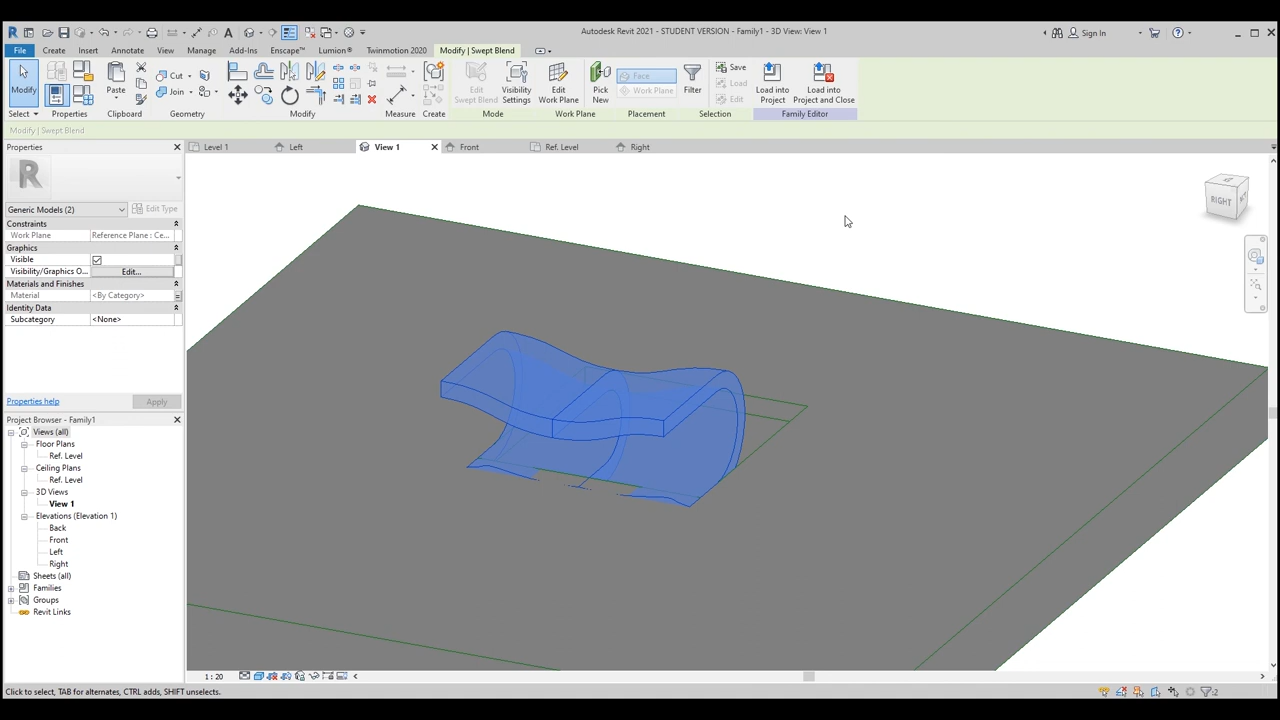 Autodesk Revit 2021 - STUDENT VERSION - Family1 - 3D View: View 1
Sign In
File Create Insert Annotate View Manage Add-Ins Enscape™ Lumion® Twinmotion 2020 Modify | Swept Blend
Modify
Paste
Cut
Join
Edit Swept Blend
Visibility Settings
Edit Work Plane
Pick New
Face
Work Plane
Filter
Save
Load
Edit
Load into Project
Load into Project and Close
Select Properties Clipboard Geometry Modify Measure Create Mode Work Plane Placement Selection Family Editor
Modify | Swept Blend
Properties
Level 1 Left View 1 Front Ref. Level Right
Generic Models (2) Edit Type
Constraints
Work Plane Reference Plane : Ce...
Graphics
Visible
Visibility/Graphics O... Edit...
Materials and Finishes
Material <By Category>
Identity Data
Subcategory <None>
RIGHT
Properties help Apply
Project Browser - Family1
Views (all)
Floor Plans
Ref. Level
Ceiling Plans
Ref. Level
3D Views
View 1
Elevations (Elevation 1)
Back
Front
Left
Right
Sheets (all)
Families
Groups
Revit Links
1 : 20
Click to select, TAB for alternates, CTRL adds, SHIFT unselects.
:2